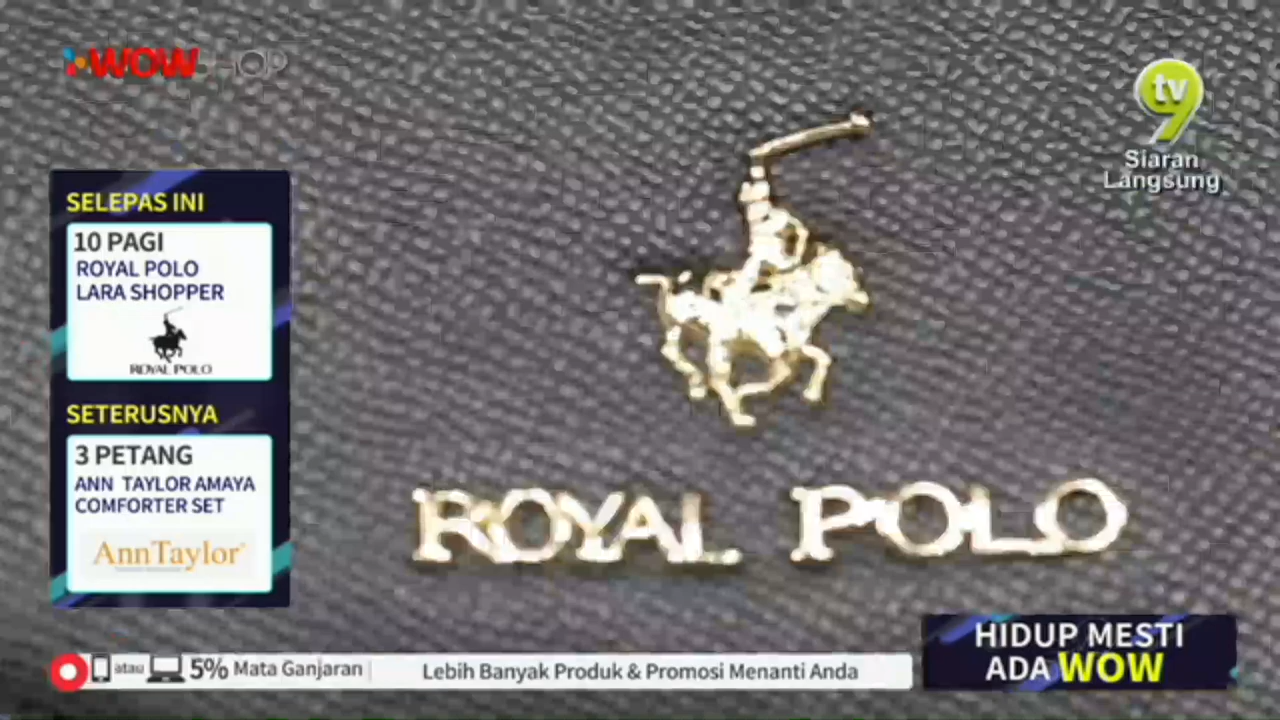 WOWSHOP
tv9
Siaran
Langsung
SELEPAS INI
10 PAGI
ROYAL POLO
LARA SHOPPER
ROYAL POLO
SETERUSNYA
3 PETANG
ANN TAYLOR AMAYA
COMFORTER SET
AnnTaylor
ROYAL POLO
HIDUP MESTI
ADA WOW
atau 5% Mata Ganjaran
Lebih Banyak Produk & Promosi Menanti Anda